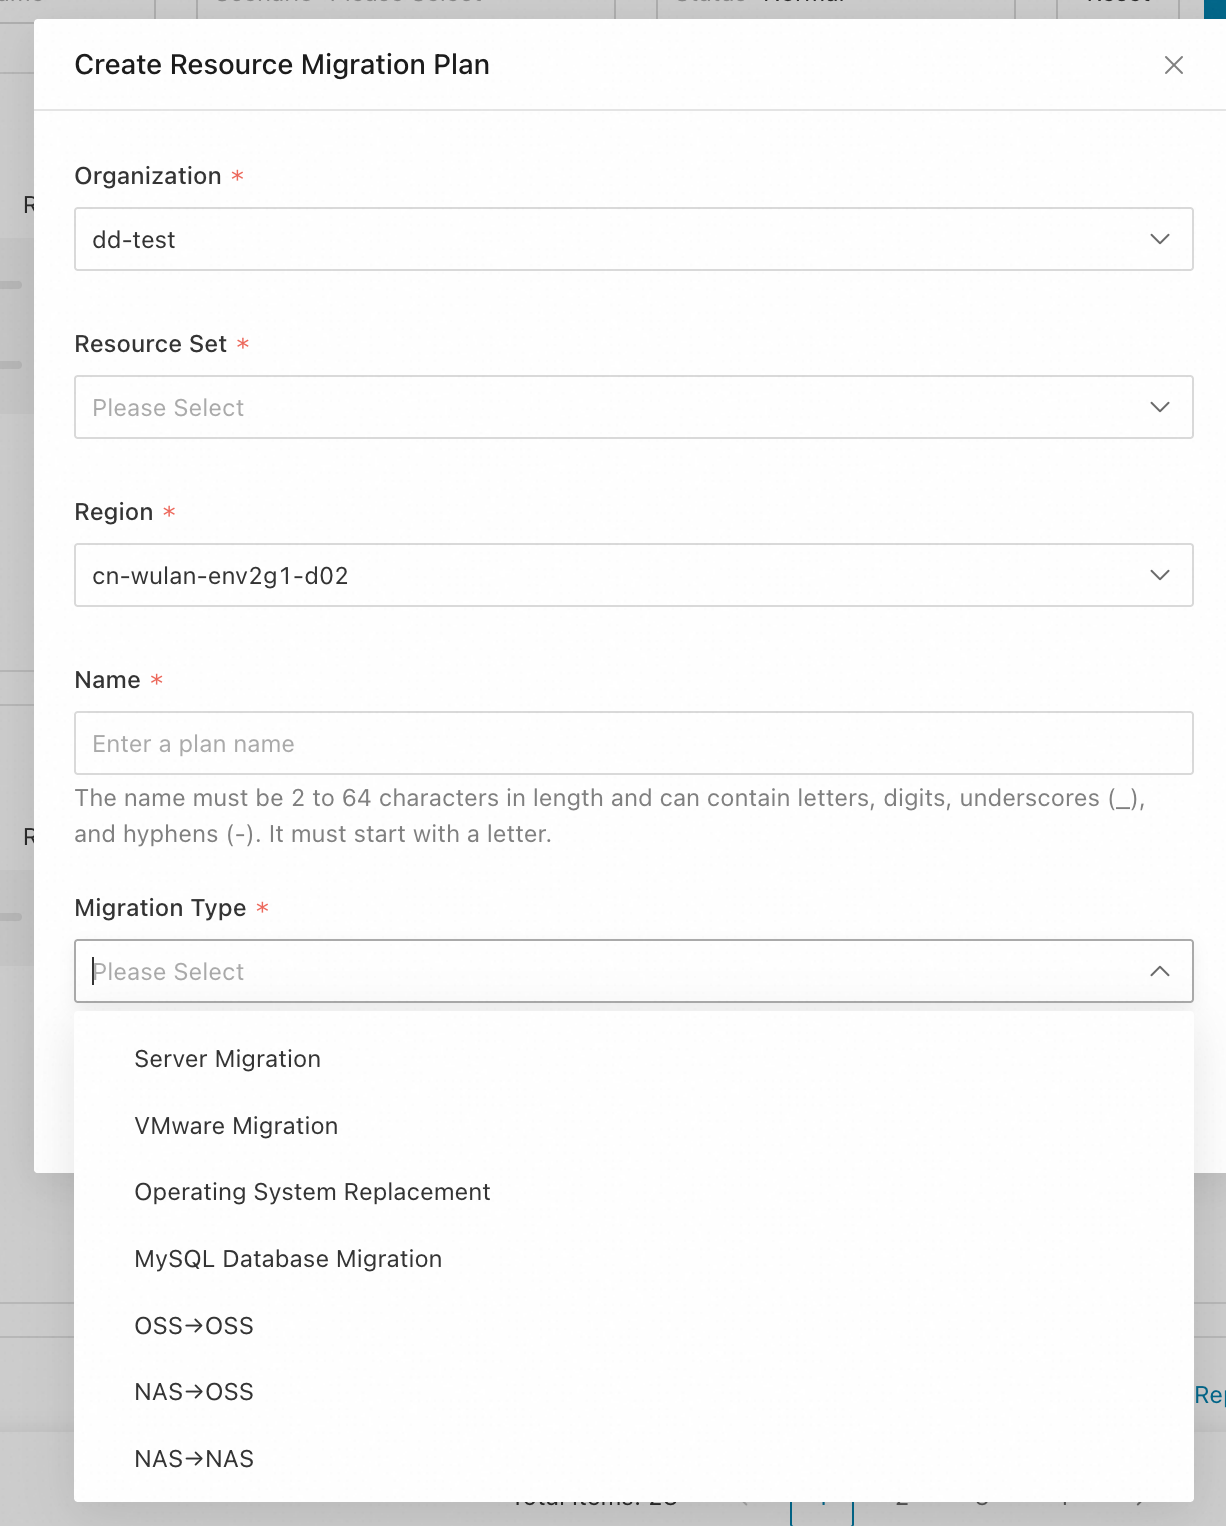 Create Resource Migration Plan
Organization *
dd-test
Resource Set *
Please Select
Region *
cn-wulan-env2g1-d02
Name *
Enter a plan name
The name must be 2 to 64 characters in length and can contain letters, digits, underscores (_),
and hyphens (-). It must start with a letter.
Migration Type *
Please Select
Server Migration
VMware Migration
Operating System Replacement
MySQL Database Migration
OSS→OSS
NAS→OSS
NAS→NAS